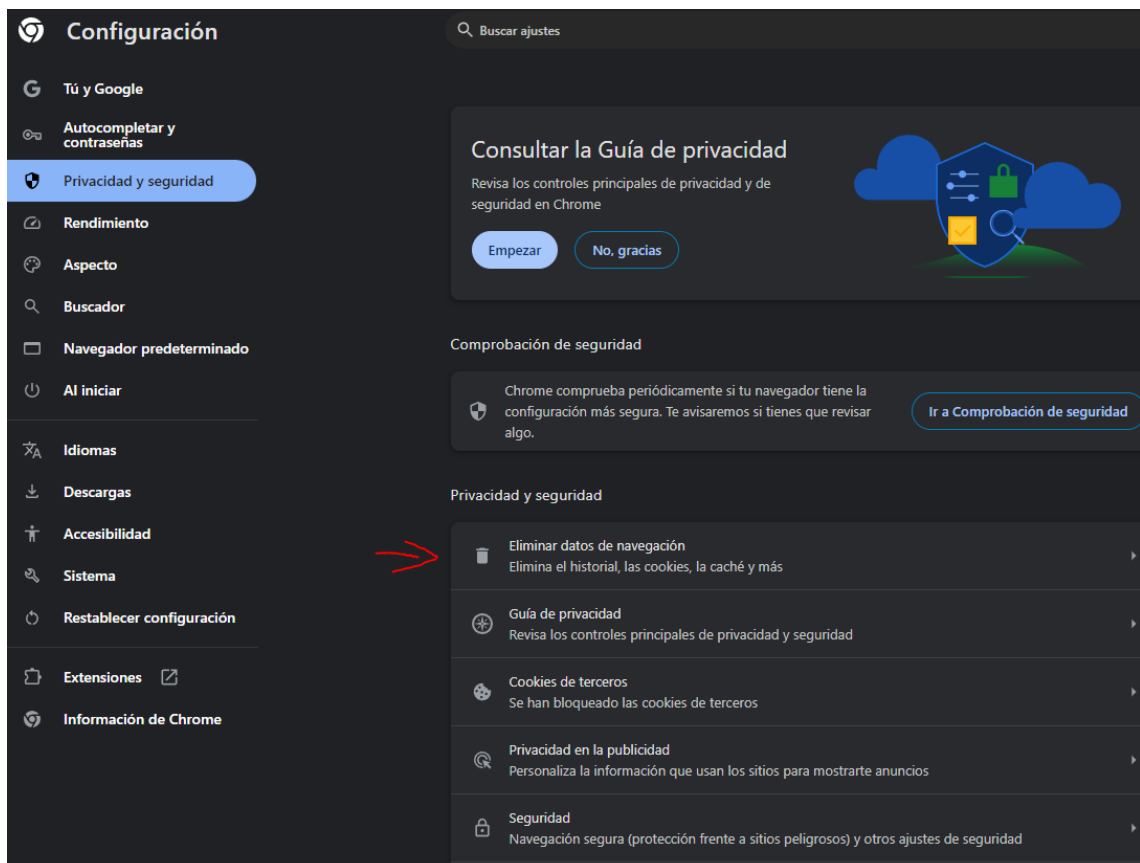 Configuración
Buscar ajustes
Tú y Google
Autocompletar y
contraseñas
Privacidad y seguridad
Rendimiento
Aspecto
Buscador
Navegador predeterminado
Al iniciar
Idiomas
Descargas
Accesibilidad
Sistema
Restablecer configuración
Extensiones
Información de Chrome
Consultar la Guía de privacidad
Revisa los controles principales de privacidad y de
seguridad en Chrome
Empezar
No, gracias
Comprobación de seguridad
Chrome comprueba periódicamente si tu navegador tiene la
configuración más segura. Te avisaremos si tienes que revisar
algo.
Ir a Comprobación de seguridad
Privacidad y seguridad
Eliminar datos de navegación
Elimina el historial, las cookies, la caché y más
Guía de privacidad
Revisa los controles principales de privacidad y seguridad
Cookies de terceros
Se han bloqueado las cookies de terceros
Privacidad en la publicidad
Personaliza la información que usan los sitios para mostrarte anuncios
Seguridad
Navegación segura (protección frente a sitios peligrosos) y otros ajustes de seguridad